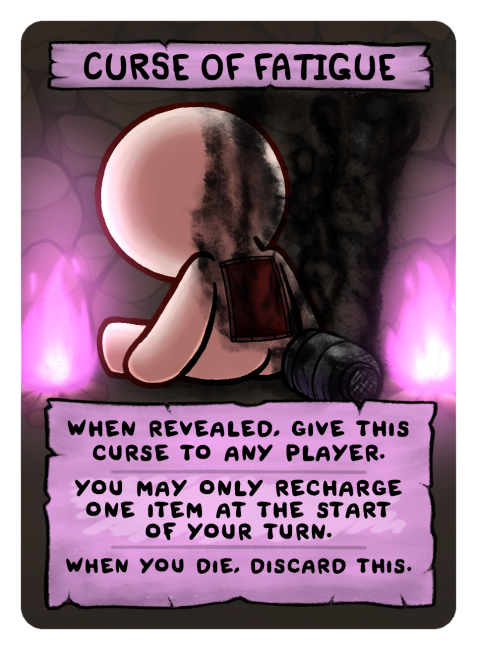 CURSE OF FATIGUE
WHEN REVEALED, GIVE THIS
CURSE TO ANY PLAYER.
YOU MAY ONLY RECHARGE
ONE ITEM AT THE START
OF YOUR TURN.
WHEN YOU DIE, DISCARD THIS.